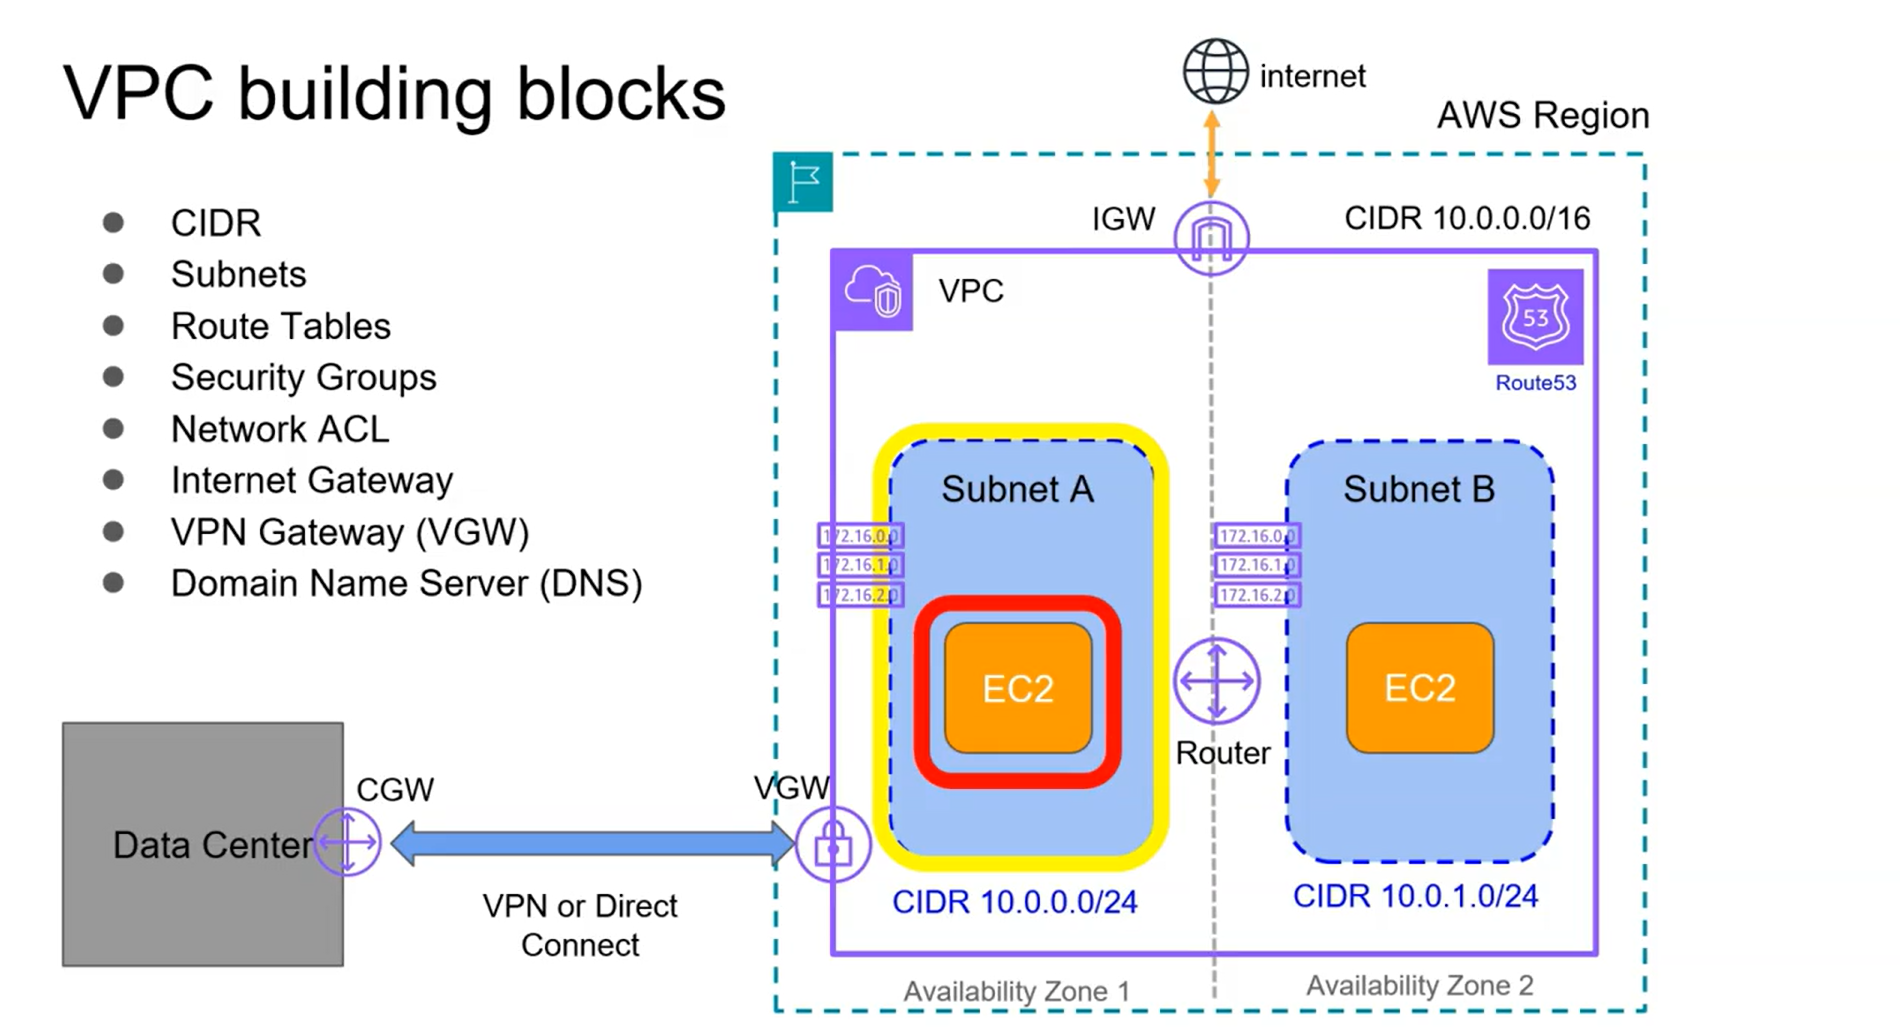 VPC building blocks
CIDR
Subnets
Route Tables
Security Groups
Network ACL
Internet Gateway
VPN Gateway (VGW)
Domain Name Server (DNS)
internet
AWS Region
IGW
CIDR 10.0.0.0/16
VPC
53
Route53
Subnet A
172.16.0.0
172.16.1.0
172.16.2.0
EC2
CIDR 10.0.0.0/24
Router
Subnet B
172.16.0.0
172.16.1.0
172.16.2.0
EC2
CIDR 10.0.1.0/24
Data Center
CGW
VGW
VPN or Direct
Connect
Availability Zone 1
Availability Zone 2